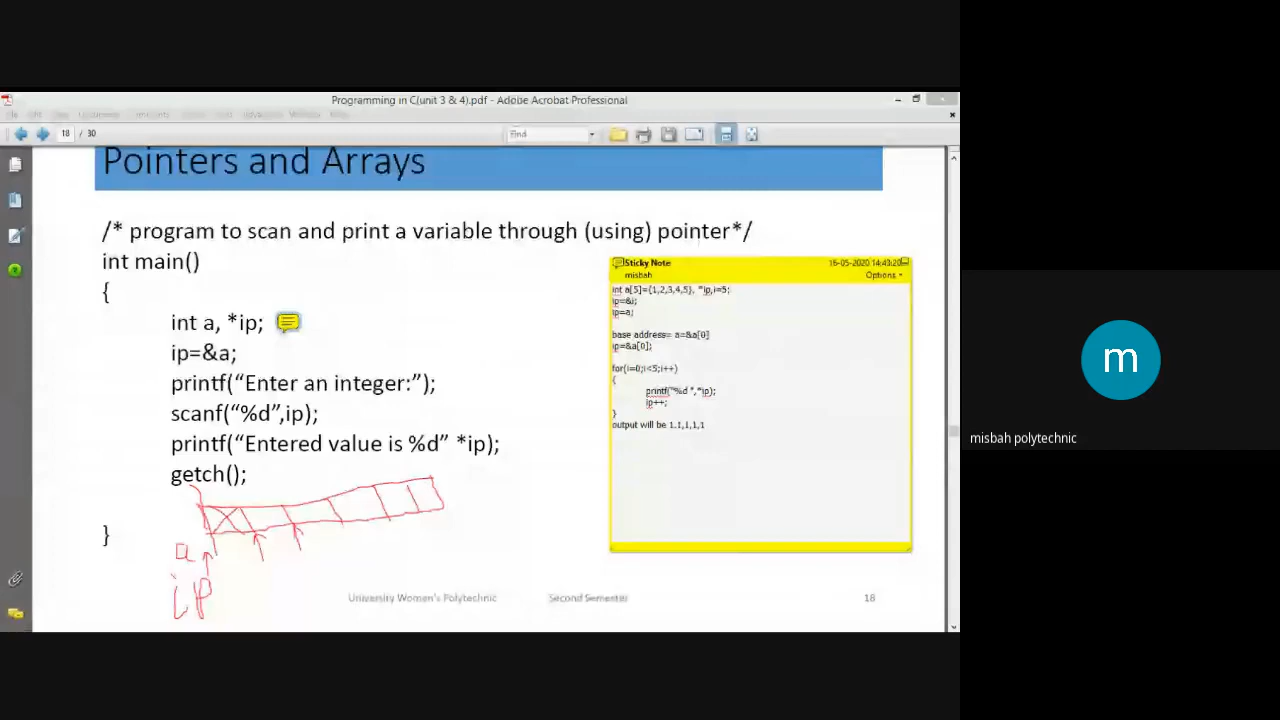 Programming in C(unit 3 & 4).pdf - Adobe Acrobat Professional
18 / 30
Find
Pointers and Arrays
/* program to scan and print a variable through (using) pointer*/
int main()
{
int a, *ip;
ip=&a;
printf(“Enter an integer:”);
scanf(“%d”,ip);
printf(“Entered value is %d” *ip);
getch();
}
a
ip
University Women's Polytechnic
Second Semester
18
Sticky Note
misbah
Options
int a[5]={1,2,3,4,5}, *ip,i=5;
ip=&i;
ip=a;
base address= a=&a[0]
ip=&a[0];
for(i=0;i<5;i++)
{
printf("%d ",*ip);
ip++;
}
output will be 1,1,1,1,1
m
misbah polytechnic